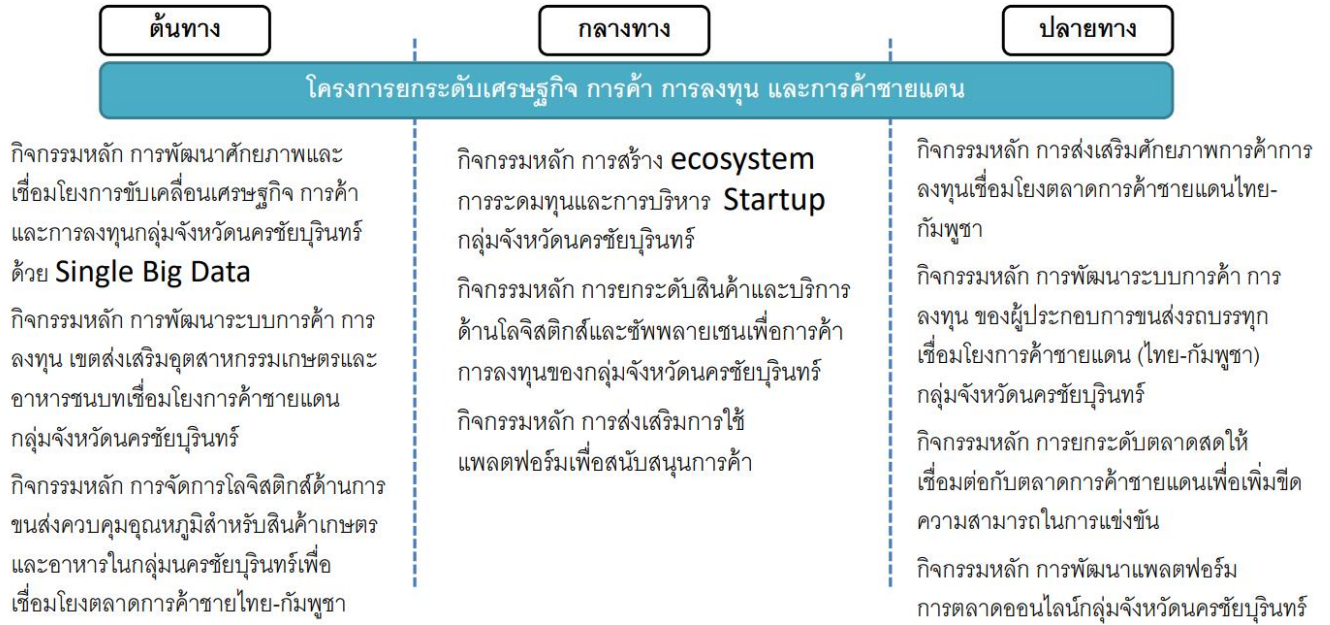 ต้นทาง
กลางทาง
ปลายทาง
โครงการยกระดับเศรษฐกิจ การค้า การลงทุน และการค้าชายแดน
กิจกรรมหลัก การพัฒนาศักยภาพและ
เชื่อมโยงการขับเคลื่อนเศรษฐกิจ การค้า
และการลงทุนกลุ่มจังหวัดนครชัยบุรินทร์
ด้วย Single Big Data
กิจกรรมหลัก การพัฒนาระบบการค้า การ
ลงทุน เขตส่งเสริมอุตสาหกรรมเกษตรและ
อาหารชนบทเชื่อมโยงการค้าชายแดน
กลุ่มจังหวัดนครชัยบุรินทร์
กิจกรรมหลัก การจัดการโลจิสติกส์ด้านการ
ขนส่งควบคุมอุณหภูมิสำหรับสินค้าเกษตร
และอาหารในกลุ่มนครชัยบุรินทร์เพื่อ
เชื่อมโยงตลาดการค้าชายไทย-กัมพูชา
กิจกรรมหลัก การสร้าง ecosystem
การระดมทุนและการบริหาร Startup
กลุ่มจังหวัดนครชัยบุรินทร์
กิจกรรมหลัก การยกระดับสินค้าและบริการ
ด้านโลจิสติกส์และซัพพลายเชนเพื่อการค้า
การลงทุนของกลุ่มจังหวัดนครชัยบุรินทร์
กิจกรรมหลัก การส่งเสริมการใช้
แพลตฟอร์มเพื่อสนับสนุนการค้า
กิจกรรมหลัก การส่งเสริมศักยภาพการค้าการ
ลงทุนเชื่อมโยงตลาดการค้าชายแดนไทย-
กัมพูชา
กิจกรรมหลัก การพัฒนาระบบการค้า การ
ลงทุน ของผู้ประกอบการขนส่งรถบรรทุก
เชื่อมโยงการค้าชายแดน (ไทย-กัมพูชา)
กลุ่มจังหวัดนครชัยบุรินทร์
กิจกรรมหลัก การยกระดับตลาดสดให้
เชื่อมต่อกับตลาดการค้าชายแดนเพื่อเพิ่มขีด
ความสามารถในการแข่งขัน
กิจกรรมหลัก การพัฒนาแพลตฟอร์ม
การตลาดออนไลน์กลุ่มจังหวัดนครชัยบุรินทร์